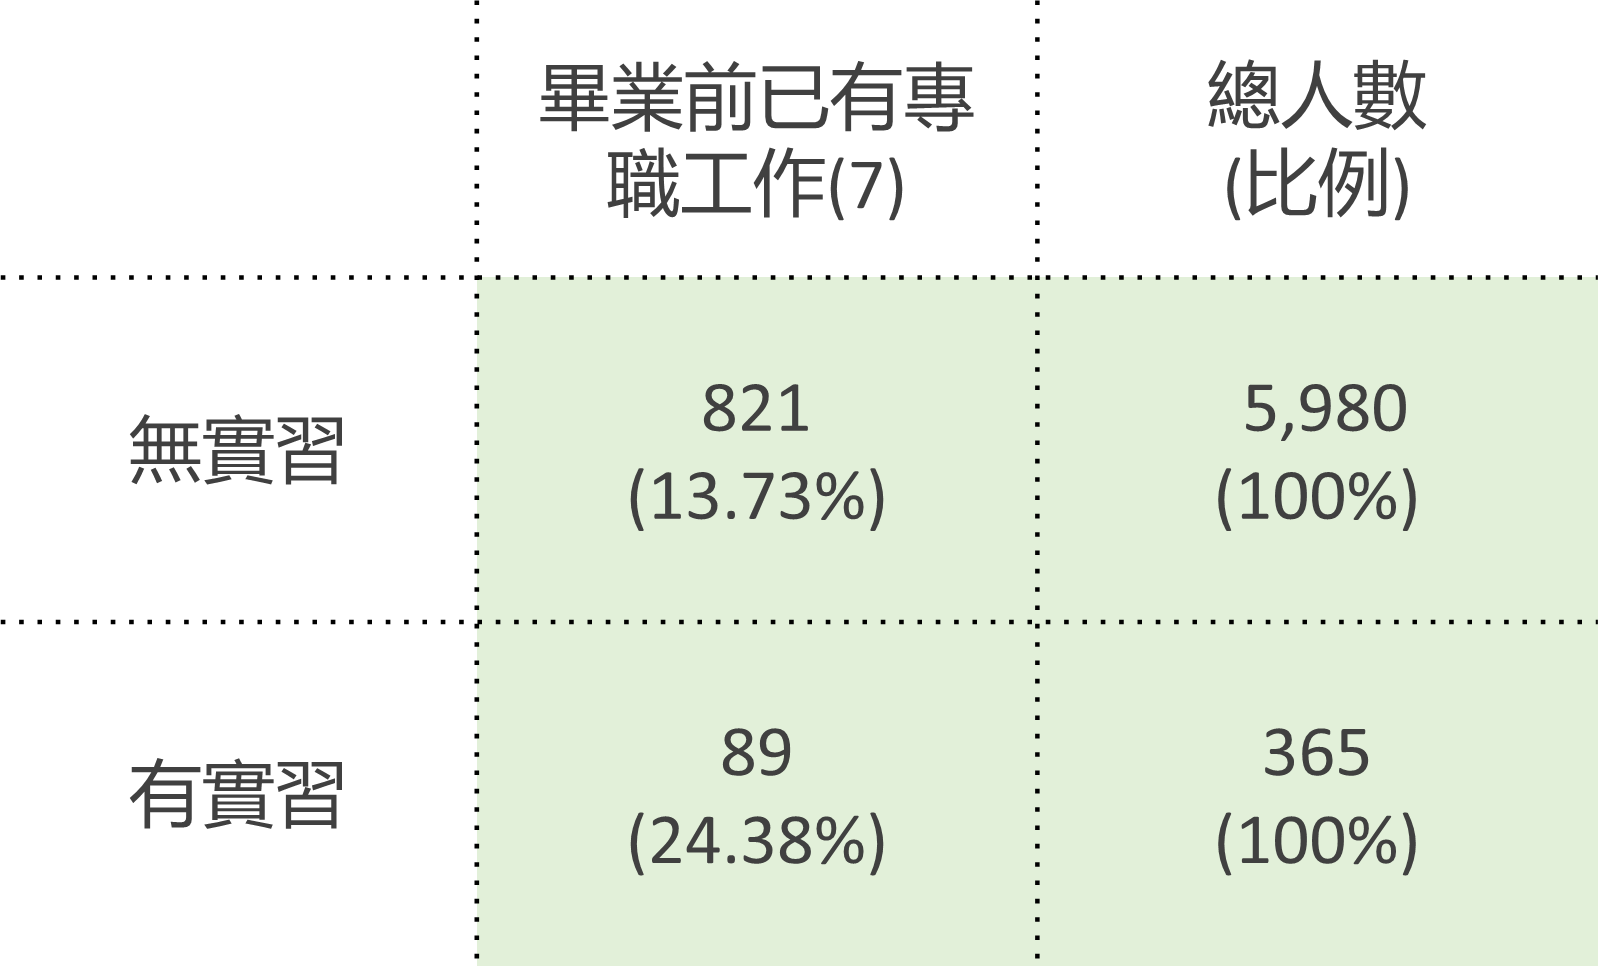 畢業前已有專
職工作(7)
總人數
(比例)
無實習
821
(13.73%)
5,980
(100%)
有實習
89
(24.38%)
365
(100%)